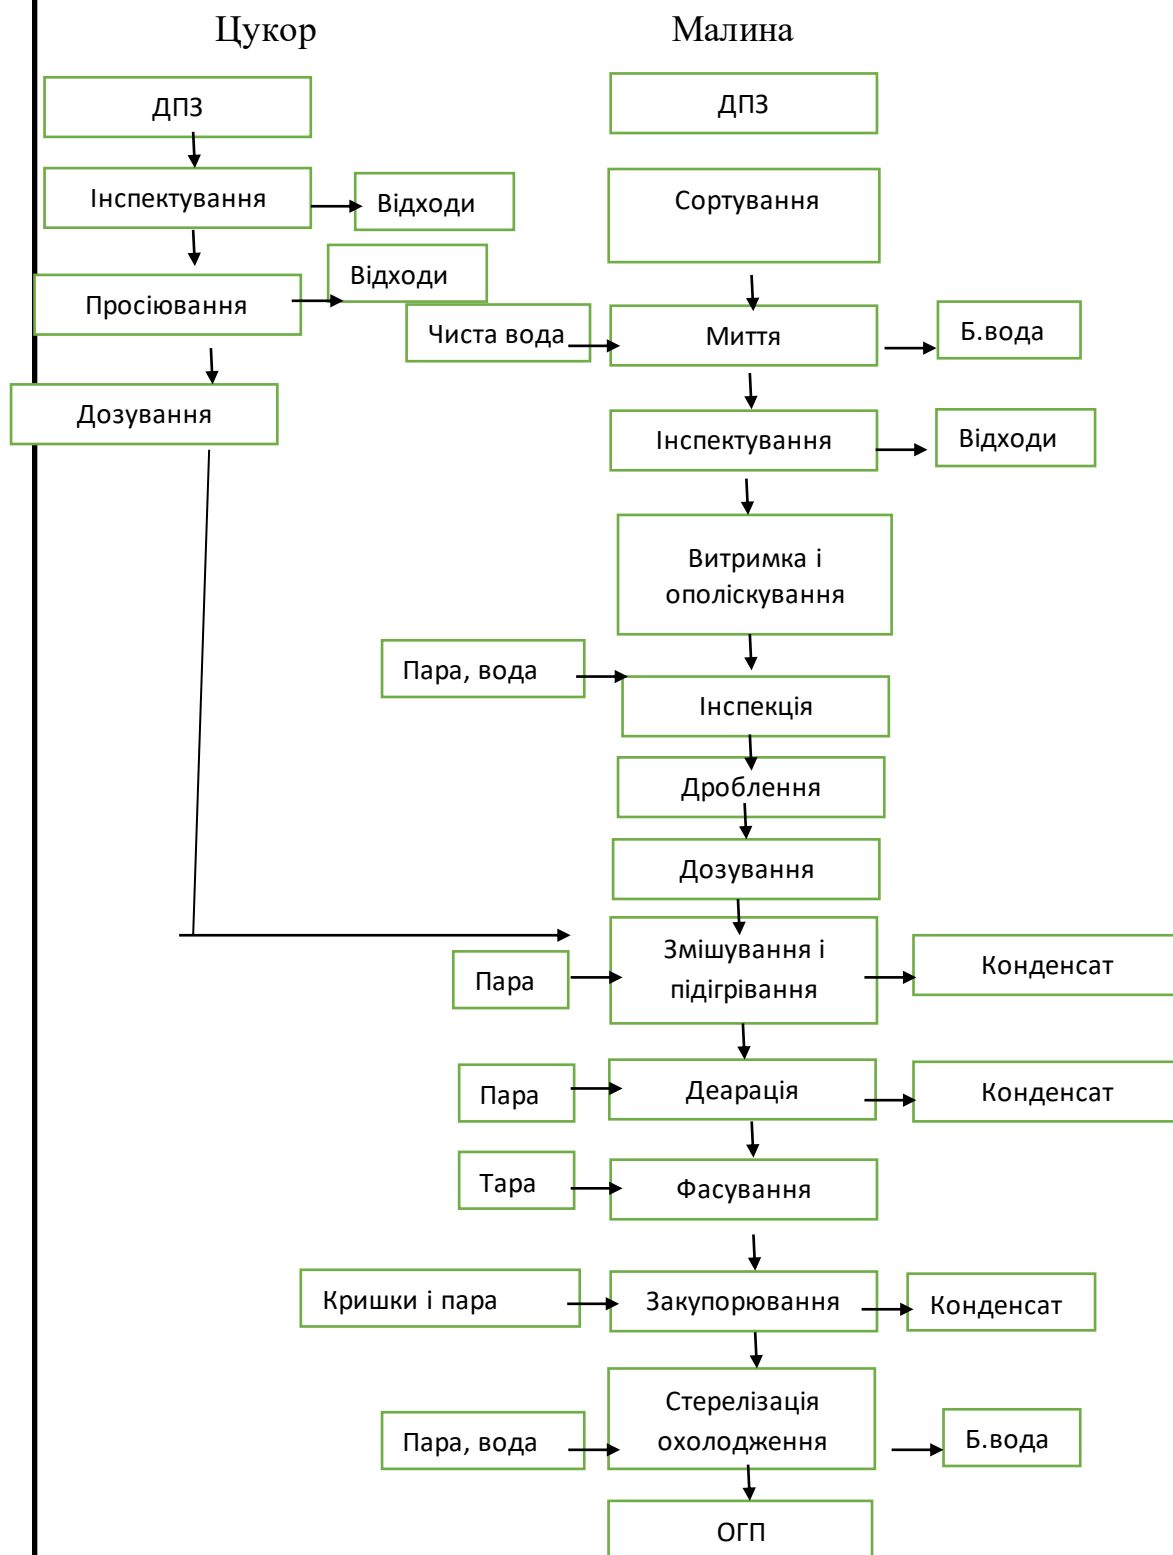 Цукор
Малина
ДПЗ
ДПЗ
Інспектування
Відходи
Сортування
Відходи
Просіювання
Чиста вода
Миття
Б.вода
Дозування
Інспектування
Відходи
Витримка і
ополіскування
Пара, вода
Інспекція
Дроблення
Дозування
Змішування і
підігрівання
Пара
Конденсат
Пара
Деарація
Конденсат
Тара
Фасування
Кришки і пара
Закупорювання
Конденсат
Стерелізація
охолодження
Пара, вода
Б.вода
ОГП